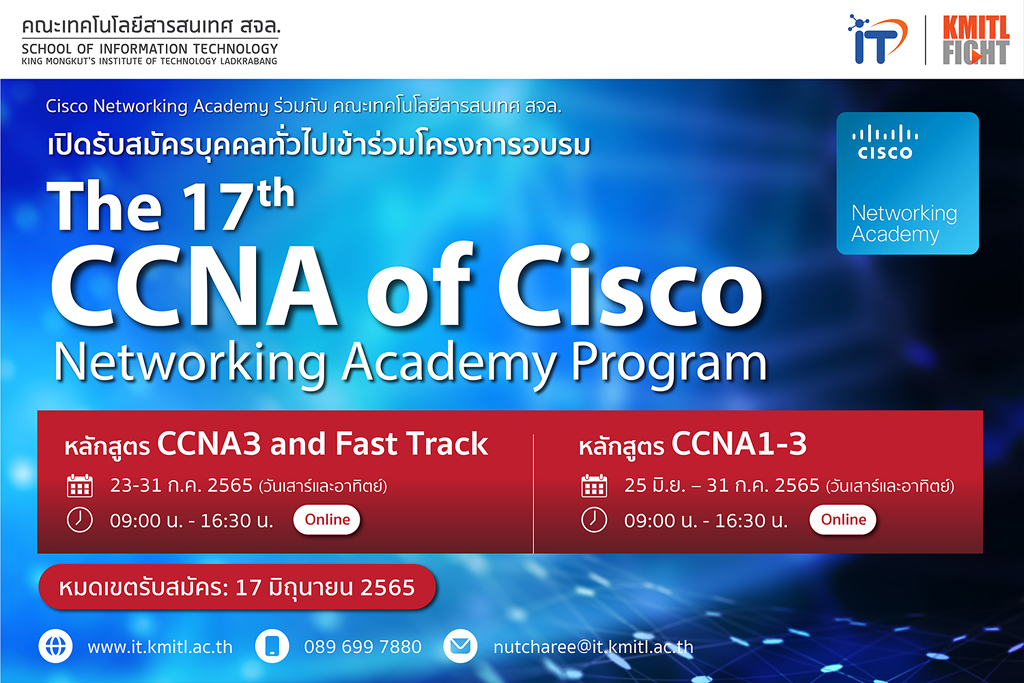 คณะเทคโนโลยีสารสนเทศ สจล.
SCHOOL OF INFORMATION TECHNOLOGY
KING MONGKUT'S INSTITUTE OF TECHNOLOGY LADKRABANG
iT
KMITL
FIGHT
Cisco Networking Academy ร่วมกับ คณะเทคโนโลยีสารสนเทศ สจล.
เปิดรับสมัครบุคคลทั่วไปเข้าร่วมโครงการอบรม
The 17th
CCNA of Cisco
Networking Academy Program
CISCO
Networking
Academy
หลักสูตร CCNA3 and Fast Track
23-31 ก.ค. 2565 (วันเสาร์และอาทิตย์)
09:00 น. - 16:30 น. Online
หลักสูตร CCNA1-3
25 มิ.ย. – 31 ก.ค. 2565 (วันเสาร์และอาทิตย์)
09:00 น. - 16:30 น. Online
หมดเขตรับสมัคร: 17 มิถุนายน 2565
www.it.kmitl.ac.th 089 699 7880 nutcharee@it.kmitl.ac.th